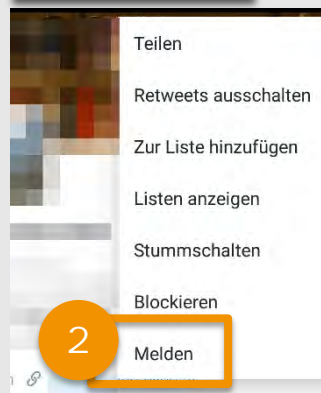 Teilen
Retweets ausschalten
Zur Liste hinzufügen
Listen anzeigen
Stummschalten
Blockieren
2
Melden